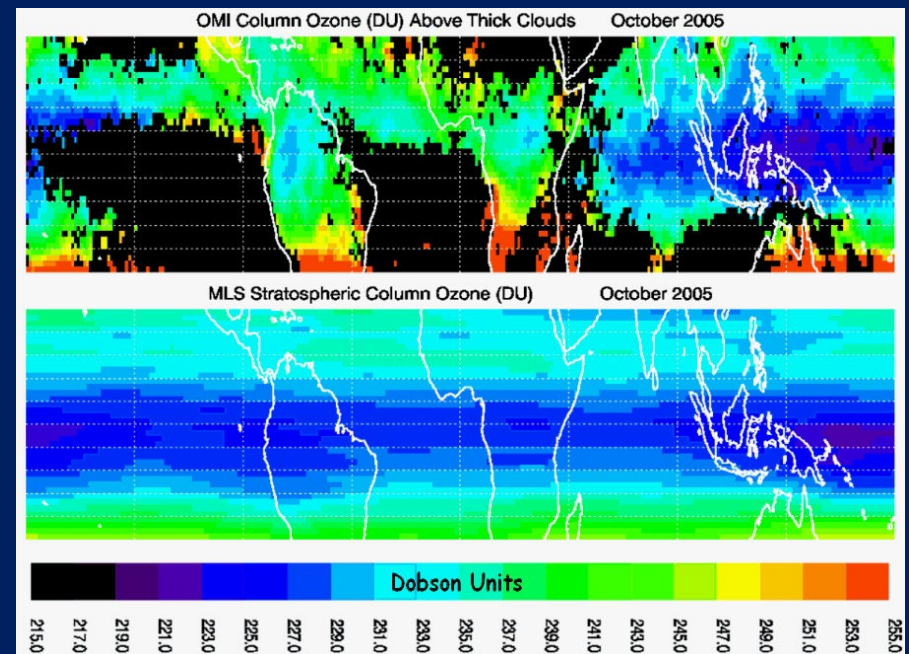 OMI Column Ozone (DU) Above Thick Clouds October 2005
MLS Stratospheric Column Ozone (DU) October 2005
Dobson Units
215.0 217.0 219.0 221.0 223.0 225.0 227.0 229.0 231.0 233.0 235.0 237.0 239.0 241.0 243.0 245.0 247.0 249.0 251.0 253.0 255.0